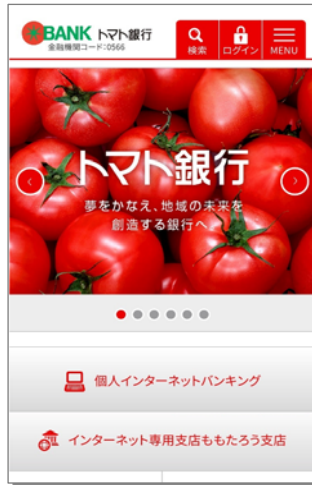 BANK トマト銀行
金融機関コード:0566
検索
ログイン
MENU
トマト銀行
夢をかなえ、地域の未来を
創造する銀行へ
個人インターネットバンキング
インターネット専用支店ももたろう支店